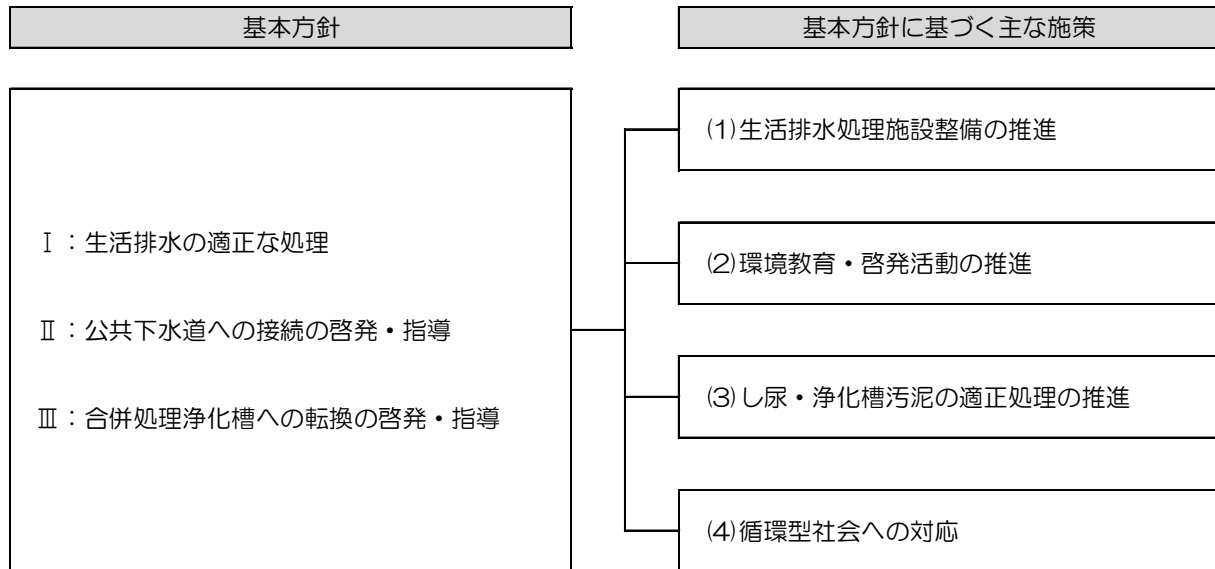 基本方針
基本方針に基づく主な施策
Ⅰ：生活排水の適正な処理
Ⅱ：公共下水道への接続の啓発・指導
Ⅲ：合併処理浄化槽への転換の啓発・指導
⑴生活排水処理施設整備の推進
⑵環境教育・啓発活動の推進
⑶し尿・浄化槽汚泥の適正処理の推進
⑷循環型社会への対応